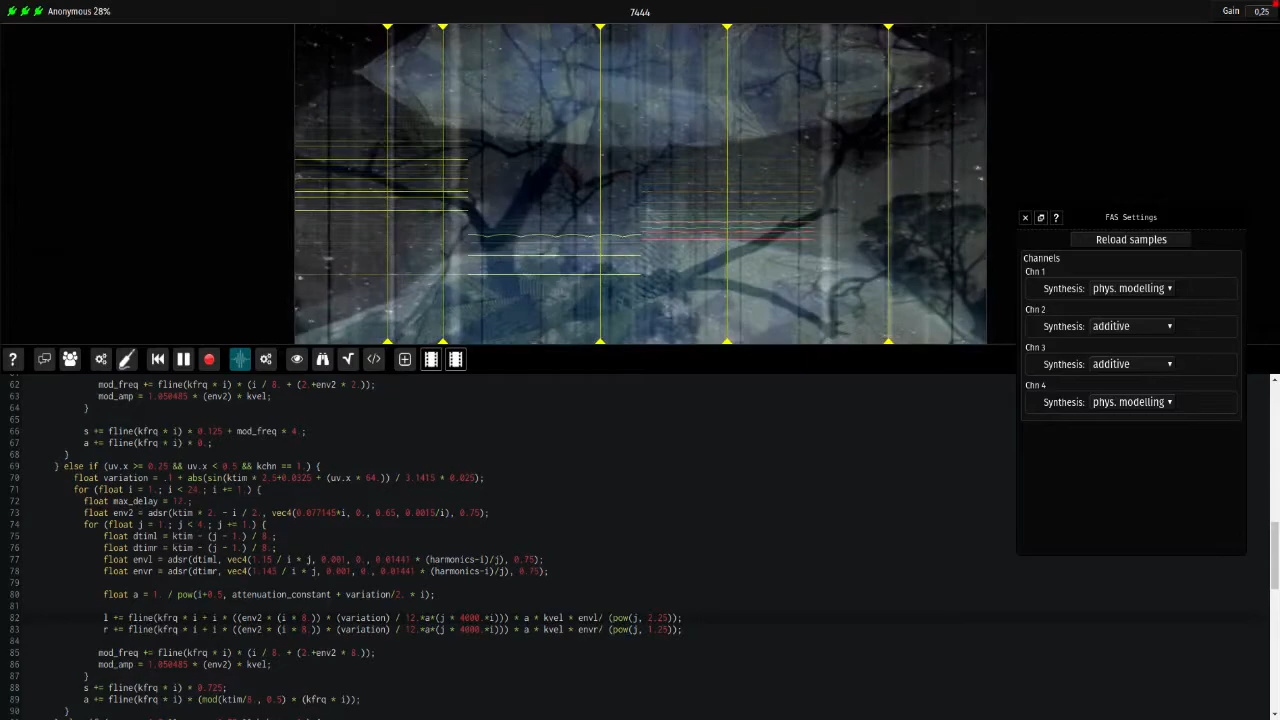 Anonymous 28%
7444
Gain 0,25
FAS Settings
Reload samples
Channels
Chn 1
Synthesis: phys. modelling
Chn 2
Synthesis: additive
Chn 3
Synthesis: additive
Chn 4
Synthesis: phys. modelling
62 mod_freq += fline(kfrq * i) * (i / 8. + (2.+env2 * 2.));
63 mod_amp = 1.050485 * (env2) * kvel;
64 }
65
66 s += fline(kfrq * i) * 0.125 + mod_freq * 4.;
67 a += fline(kfrq * i) * 0.;
68 }
69 } else if (uv.x >= 0.25 && uv.x < 0.5 && kchn == 1.) {
70 float variation = .1 + abs(sin(ktim * 2.5+0.0325 + (uv.x * 64.)) / 3.1415 * 0.025);
71 for (float i = 1.; i < 24.; i += 1.) {
72 float max_delay = 12.;
73 float env2 = adsr(ktim * 2. - i / 2., vec4(0.077145*i, 0., 0.65, 0.0015/i), 0.75);
74 for (float j = 1.; j < 4.; j += 1.) {
75 float dtiml = ktim - (j - 1.) / 8.;
76 float dtimr = ktim - (j - 1.) / 8.;
77 float envl = adsr(dtiml, vec4(1.15 / i * j, 0.001, 0., 0.01441 * (harmonics-i)/j), 0.75);
78 float envr = adsr(dtimr, vec4(1.145 / i * j, 0.001, 0., 0.01441 * (harmonics-i)/j), 0.75);
79
80 float a = 1. / pow(i+0.5, attenuation_constant + variation/2. * i);
81
82 l += fline(kfrq * i + i * ((env2 * (i * 8.)) * (variation) / 12.*a*(j * 4000.*i))) * a * kvel * envl/ (pow(j, 2.25));
83 r += fline(kfrq * i + i * ((env2 * (i * 8.)) * (variation) / 12.*a*(j * 4000.*i))) * a * kvel * envr/ (pow(j, 1.25));
84
85 mod_freq += fline(kfrq * i) * (i / 8. + (2.+env2 * 8.));
86 mod_amp = 1.050485 * (env2) * kvel;
87 }
88 s += fline(kfrq * i) * 0.725;
89 a += fline(kfrq * i) * (mod(ktim/8., 0.5) * (kfrq * i));
90 }